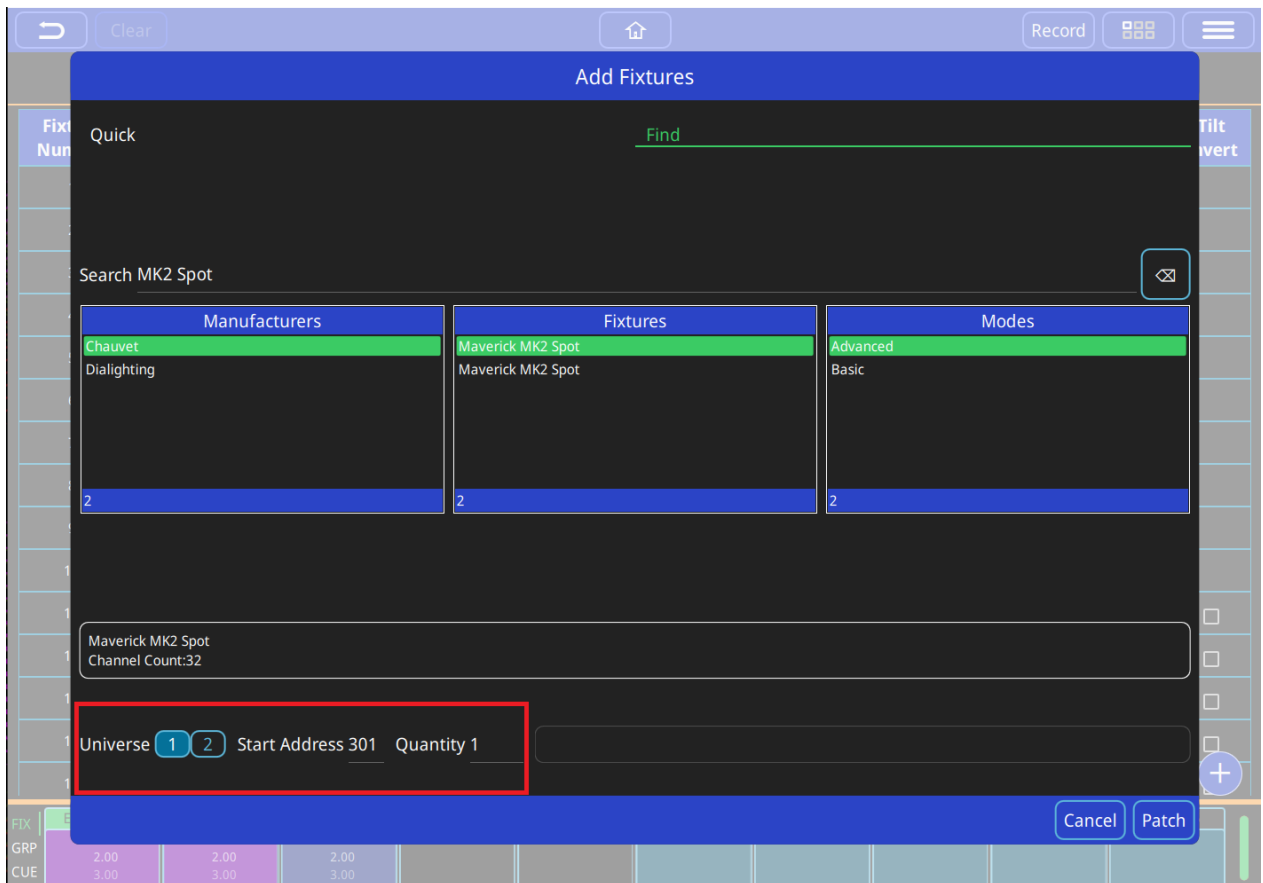 Clear
Record
Add Fixtures
Quick
Find
Tilt
Search MK2 Spot
Manufacturers
Fixtures
Modes
Chauvet
Maverick MK2 Spot
Advanced
Dialighting
Maverick MK2 Spot
Basic
2
2
2
Maverick MK2 Spot
Channel Count:32
Universe 1 2 Start Address 301 Quantity 1
Cancel
Patch
FIX
GRP
CUE
2.00
2.00
2.00
3.00
3.00
3.00